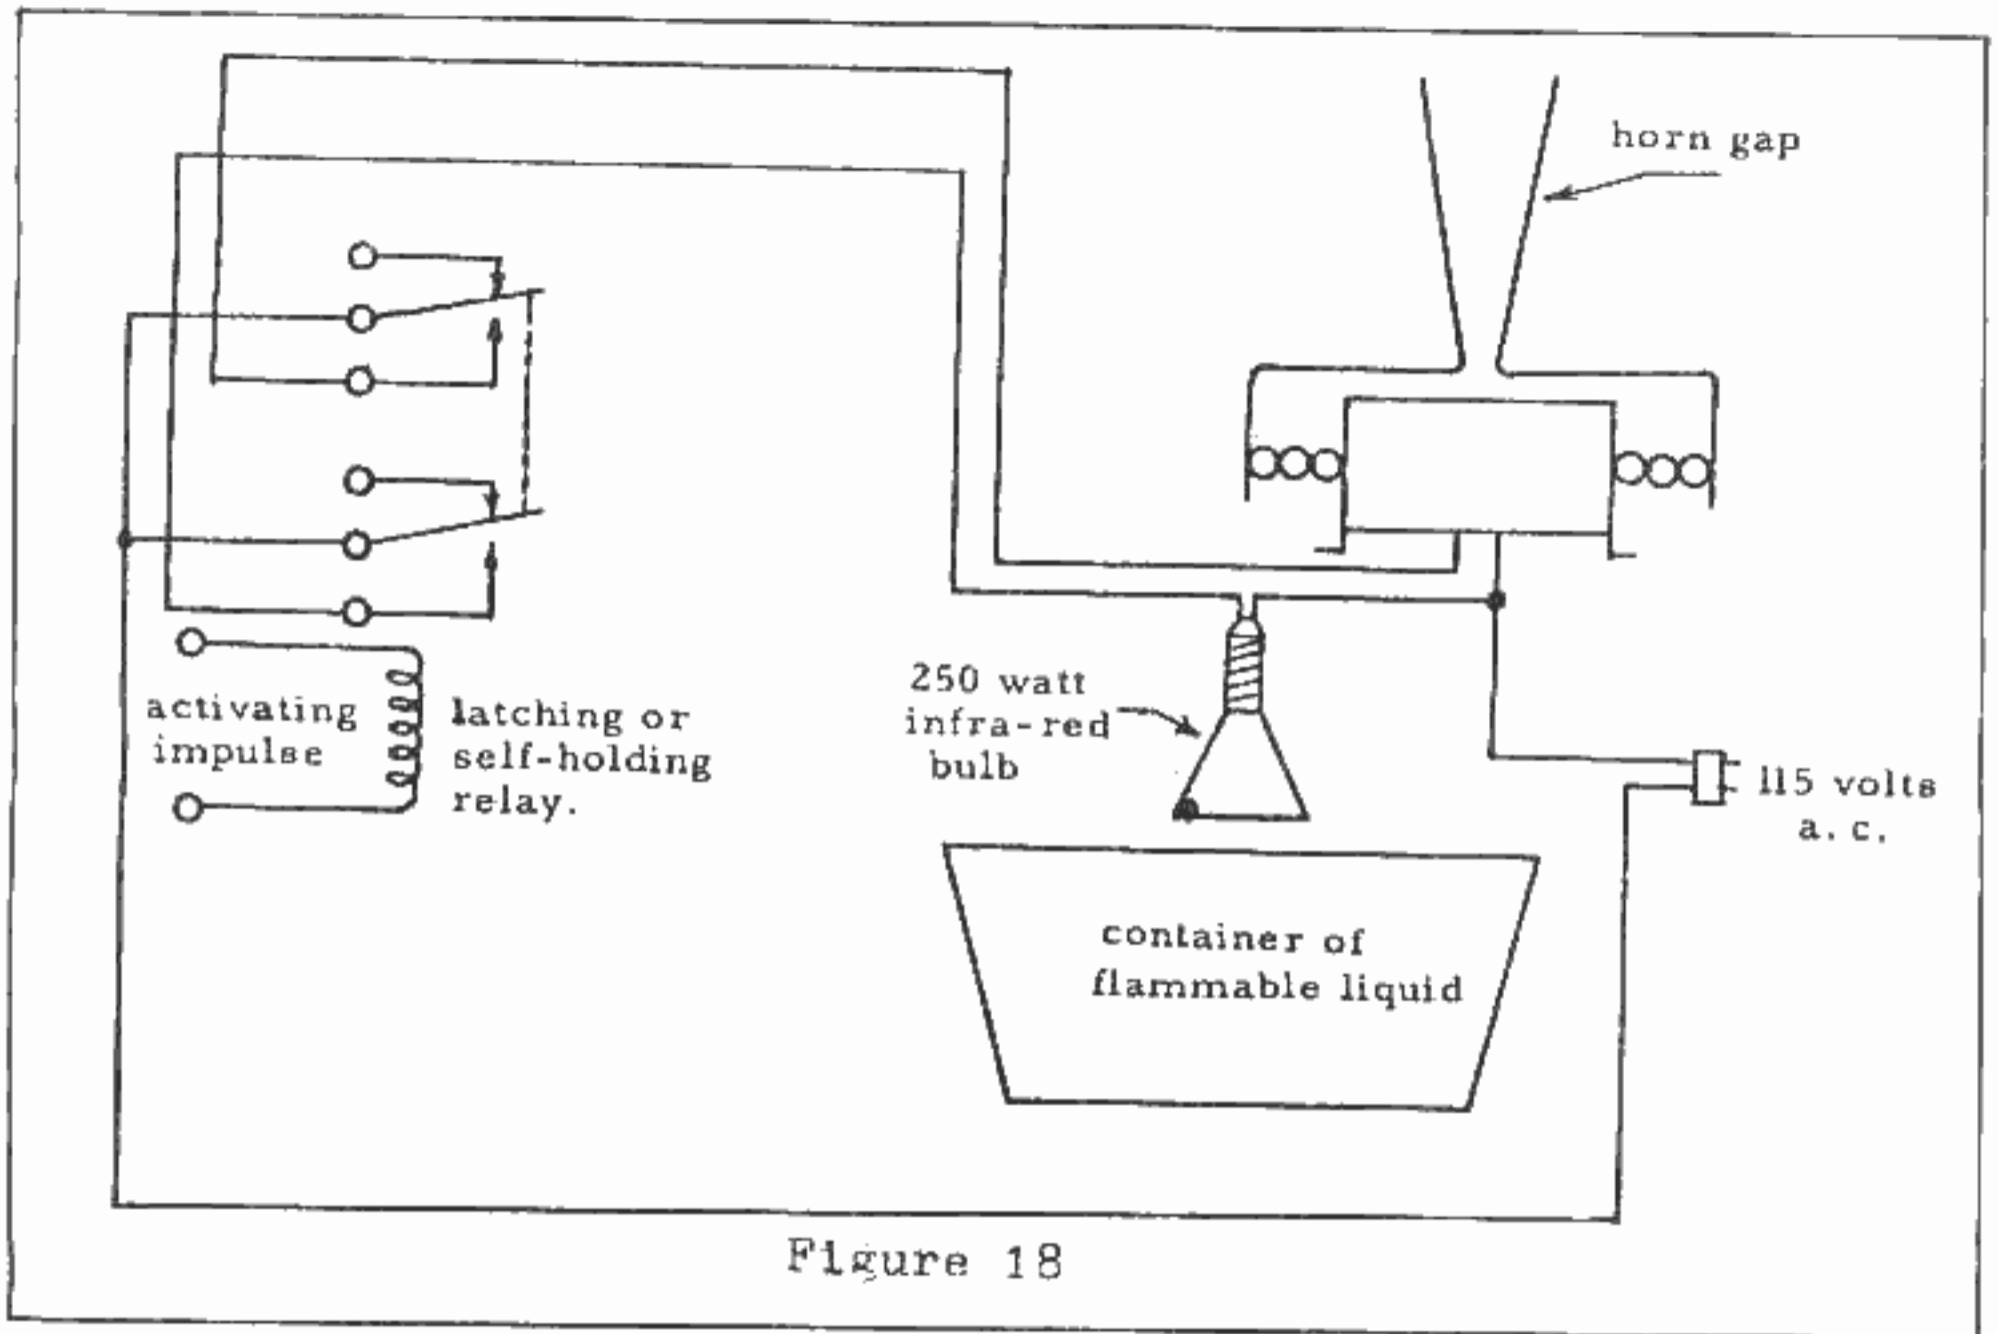 horn gap
activating
impulse
latching or
self-holding
relay.
250 watt
infra-red
bulb
115 volts
a. c.
container of
flammable liquid
Figure 18